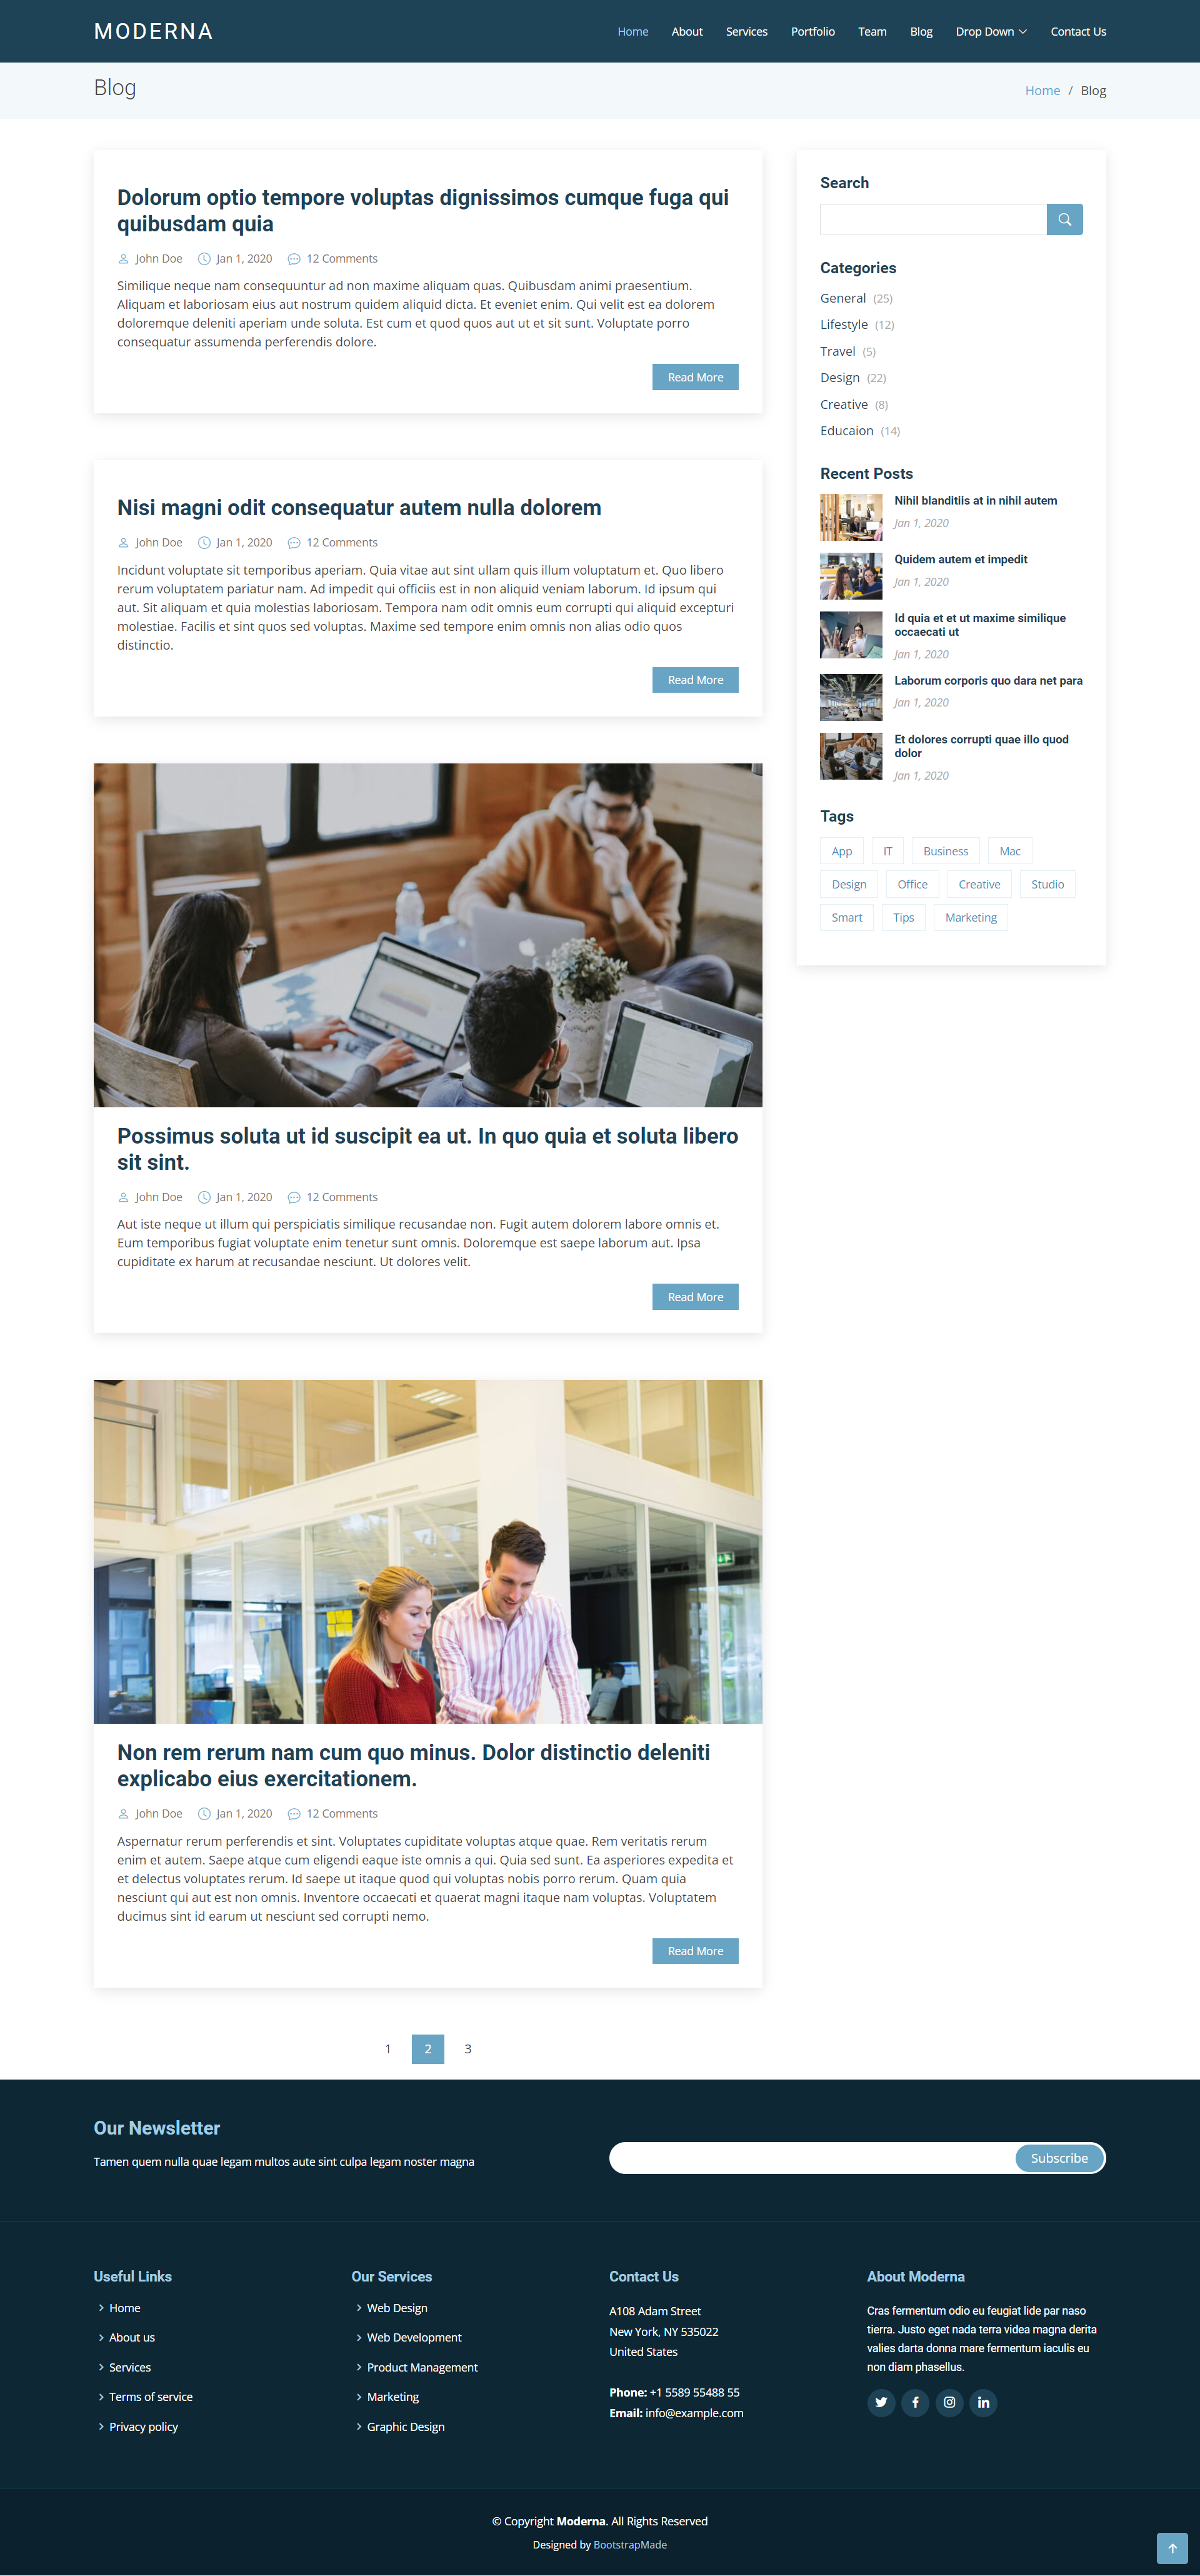 MODERNA
Home About Services Portfolio Team Blog Drop Down Contact Us
Blog
Home / Blog
Dolorum optio tempore voluptas dignissimos cumque fuga qui
quibusdam quia
John Doe Jan 1, 2020 12 Comments
Similique neque nam consequuntur ad non maxime aliquam quas. Quibusdam animi praesentium.
Aliquam et laboriosam eius aut nostrum quidem aliquid dicta. Et eveniet enim. Qui velit est ea dolorem
doloremque deleniti aperiam unde soluta. Est cum et quod quos aut ut et sit sunt. Voluptate porro
consequatur assumenda perferendis dolore.
Read More
Nisi magni odit consequatur autem nulla dolorem
John Doe Jan 1, 2020 12 Comments
Incidunt voluptate sit temporibus aperiam. Quia vitae aut sint ullam quis illum voluptatum et. Quo libero
rerum voluptatem pariatur nam. Ad impedit qui officiis est in non aliquid veniam laborum. Id ipsum qui
aut. Sit aliquam et quia molestias laboriosam. Tempora nam odit omnis eum corrupti qui aliquid excepturi
molestiae. Facilis et sint quos sed voluptas. Maxime sed tempore enim omnis non alias odio quos
distinctio.
Read More
Possimus soluta ut id suscipit ea ut. In quo quia et soluta libero
sit sint.
John Doe Jan 1, 2020 12 Comments
Aut iste neque ut illum qui perspiciatis similique recusandae non. Fugit autem dolorem labore omnis et.
Eum temporibus fugiat voluptate enim tenetur sunt omnis. Doloremque est saepe laborum aut. Ipsa
cupiditate ex harum at recusandae nesciunt. Ut dolores velit.
Read More
Non rem rerum nam cum quo minus. Dolor distinctio deleniti
explicabo eius exercitationem.
John Doe Jan 1, 2020 12 Comments
Aspernatur rerum perferendis et sint. Voluptates cupiditate voluptas atque quae. Rem veritatis rerum
enim et autem. Saepe atque cum eligendi eaque iste omnis a qui. Quia sed sunt. Ea asperiores expedita et
et delectus voluptates rerum. Id saepe ut itaque quod qui voluptas nobis porro rerum. Quam quia
nesciunt qui aut est non omnis. Inventore occaecati et quaerat magni itaque nam voluptas. Voluptatem
ducimus sint id earum ut nesciunt sed corrupti nemo.
Read More
1 2 3
Search
Categories
General (25)
Lifestyle (12)
Travel (5)
Design (22)
Creative (8)
Educaion (14)
Recent Posts
Nihil blanditiis at in nihil autem
Jan 1, 2020
Quidem autem et impedit
Jan 1, 2020
Id quia et et ut maxime similique
occaecati ut
Jan 1, 2020
Laborum corporis quo dara net para
Jan 1, 2020
Et dolores corrupti quae illo quod
dolor
Jan 1, 2020
Tags
App IT Business Mac
Design Office Creative Studio
Smart Tips Marketing
Our Newsletter
Tamen quem nulla quae legam multos aute sint culpa legam noster magna
Subscribe
Useful Links
Home
About us
Services
Terms of service
Privacy policy
Our Services
Web Design
Web Development
Product Management
Marketing
Graphic Design
Contact Us
A108 Adam Street
New York, NY 535022
United States
Phone: +1 5589 55488 55
Email: info@example.com
About Moderna
Cras fermentum odio eu feugiat lide par naso
tierra. Justo eget nada terra videa magna derita
valies darta donna mare fermentum iaculis eu
non diam phasellus.
© Copyright Moderna. All Rights Reserved
Designed by BootstrapMade